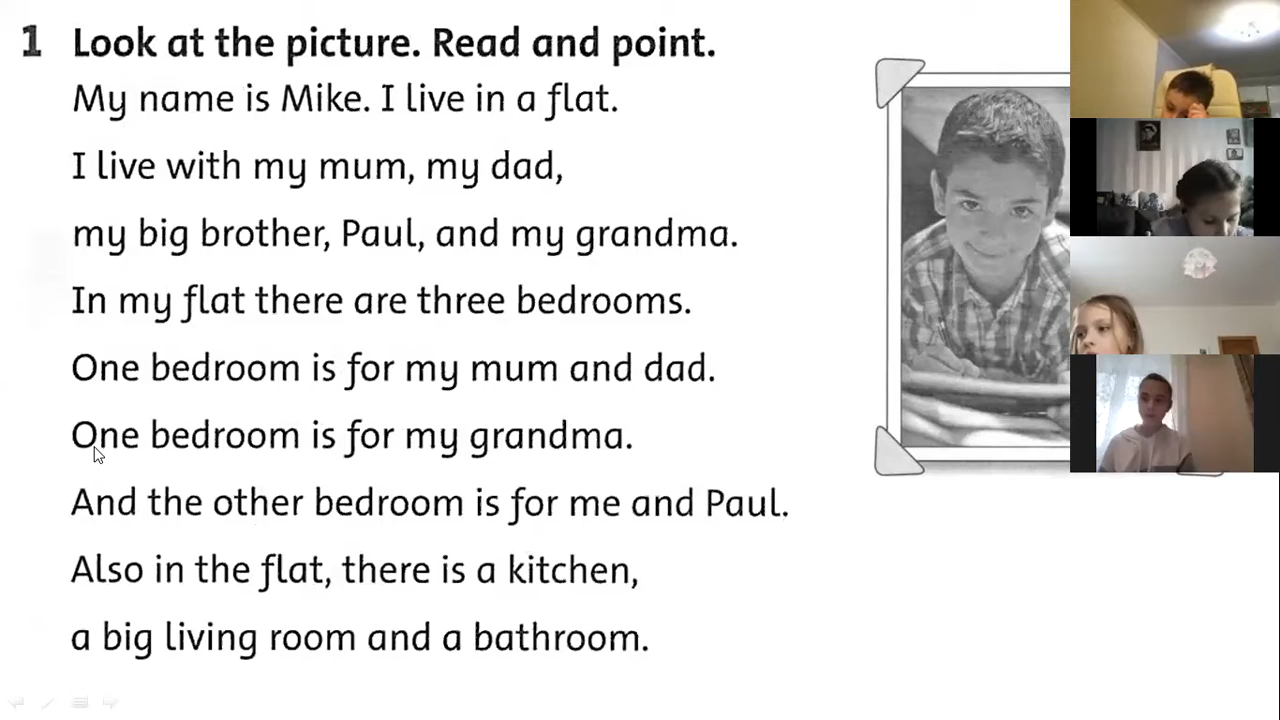 1 Look at the picture. Read and point.
My name is Mike. I live in a flat.
I live with my mum, my dad,
my big brother, Paul, and my grandma.
In my flat there are three bedrooms.
One bedroom is for my mum and dad.
One bedroom is for my grandma.
And the other bedroom is for me and Paul.
Also in the flat, there is a kitchen,
a big living room and a bathroom.